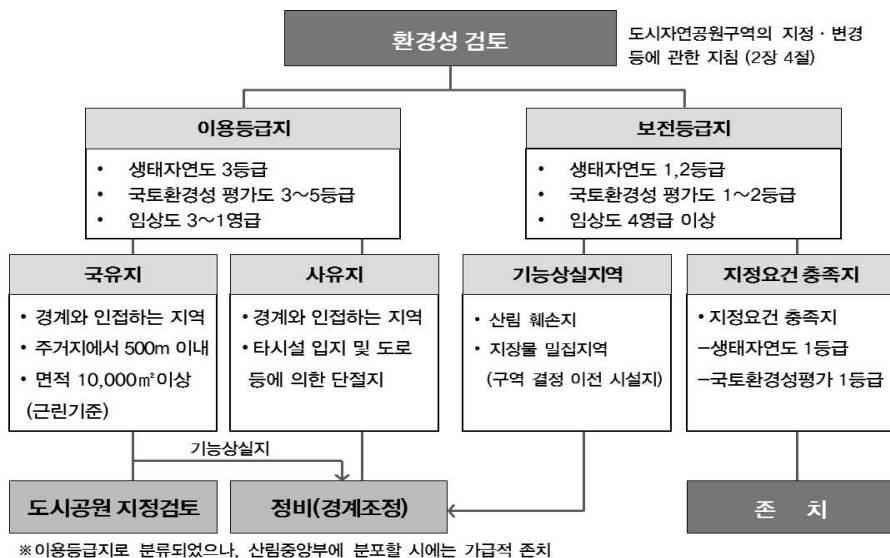 환경성 검토
도시자연공원구역의 지정 · 변경
등에 관한 지침 (2장 4절)
이용등급지
• 생태자연도 3등급
• 국토환경성 평가도 3~5등급
• 임상도 3~1영급
보전등급지
• 생태자연도 1,2등급
• 국토환경성 평가도 1~2등급
• 임상도 4영급 이상
국유지
• 경계와 인접하는 지역
• 주거지에서 500m 이내
• 면적 10,000㎡이상
(근린기준)
사유지
• 경계와 인접하는 지역
• 타시설 입지 및 도로
등에 의한 단절지
기능상실지역
• 산림 훼손지
• 지장물 밀집지역
(구역 결정 이전 시설지)
지정요건 충족지
• 지정요건 충족지
-생태자연도 1등급
-국토환경성평가 1등급
기능상실지
도시공원 지정검토
정비(경계조정)
존 치
※이용등급지로 분류되었으나, 산림중앙부에 분포할 시에는 가급적 존치